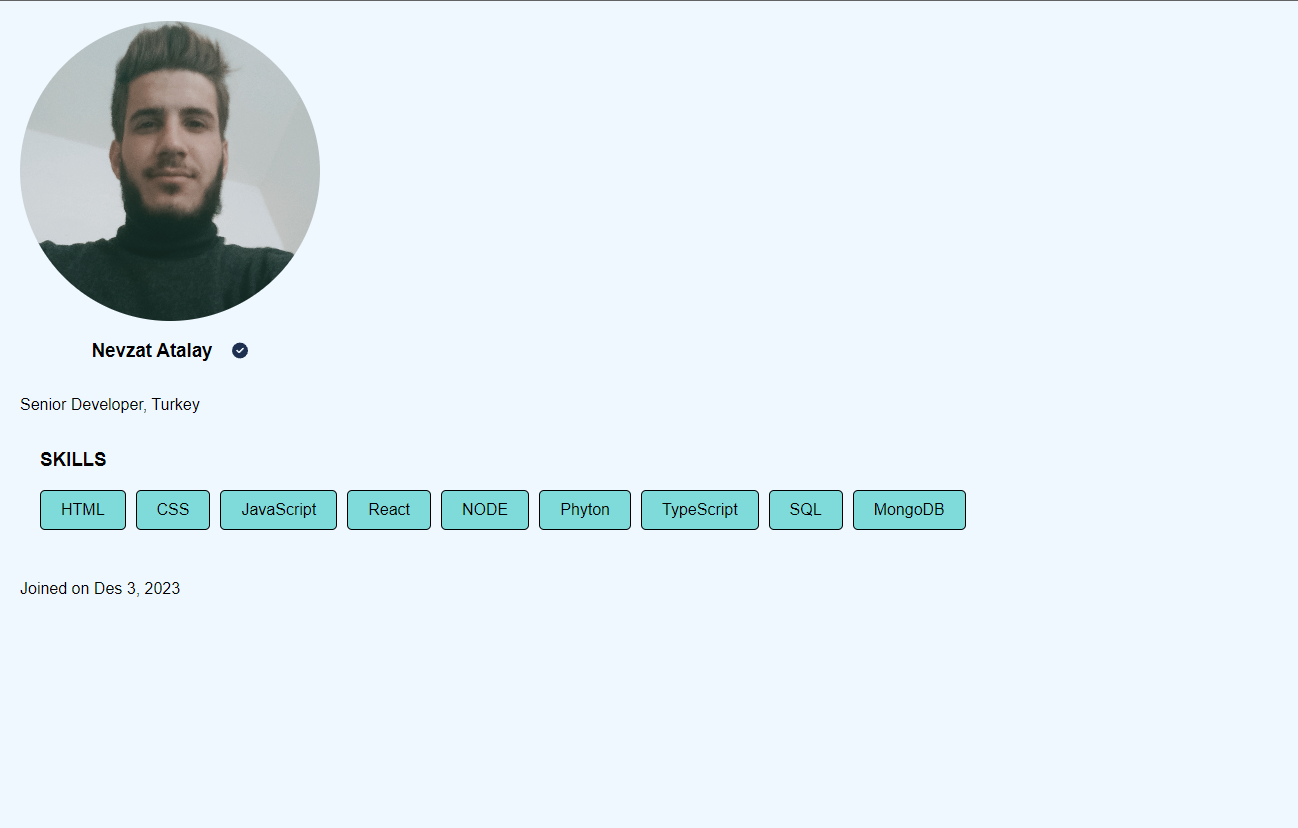 Nevzat Atalay
Senior Developer, Turkey
SKILLS
HTML CSS JavaScript React NODE Phyton TypeScript SQL MongoDB
Joined on Des 3, 2023